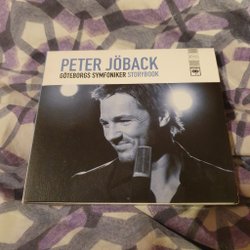 PETER JÖBACK
GÖTEBORGS SYMFONIKER STORYBOOK